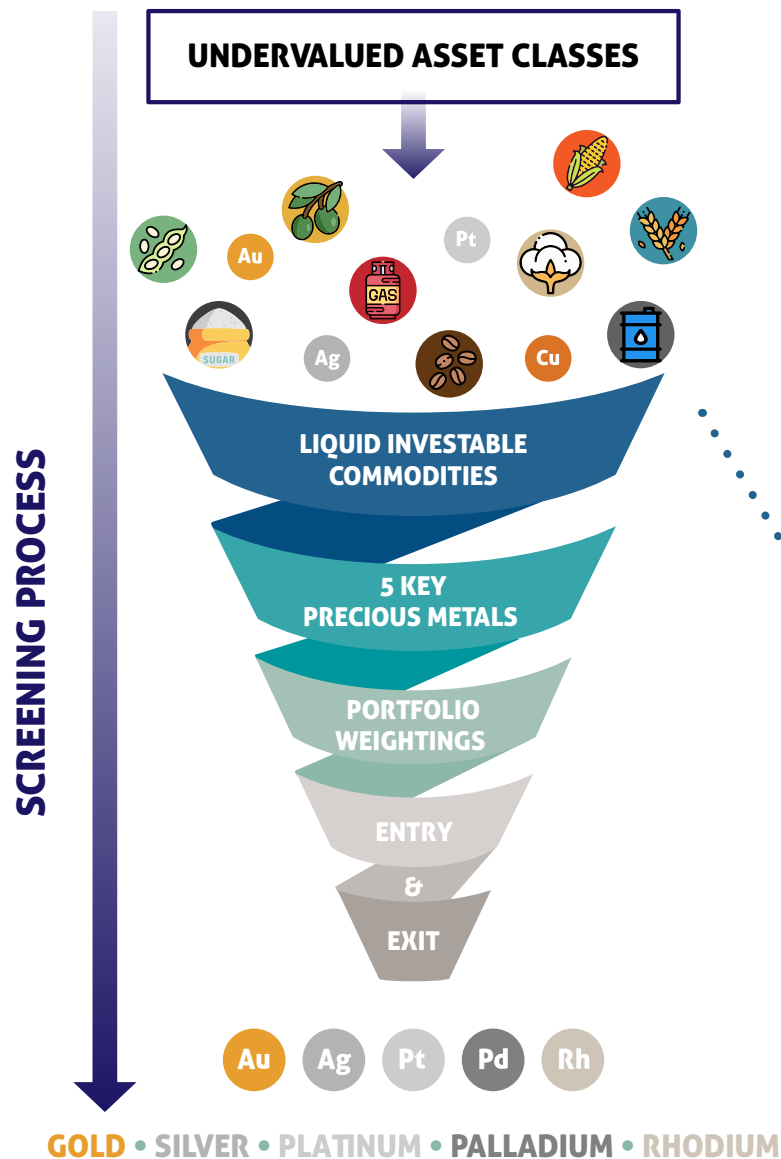 UNDERVALUED ASSET CLASSES
Au
Pt
GAS
SUGAR
Ag
Cu
LIQUID INVESTABLE
COMMODITIES
5 KEY
PRECIOUS METALS
PORTFOLIO
WEIGHTINGS
ENTRY
&
EXIT
SCREENING PROCESS
Au Ag Pt Pd Rh
GOLD • SILVER • PLATINUM • PALLADIUM • RHODIUM